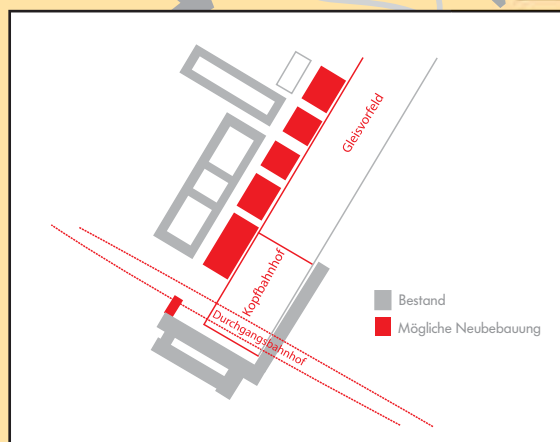 Gleisvorfeld
Kopfbahnhof
Durchgangsbahnhof
Bestand
Mögliche Neubebauung